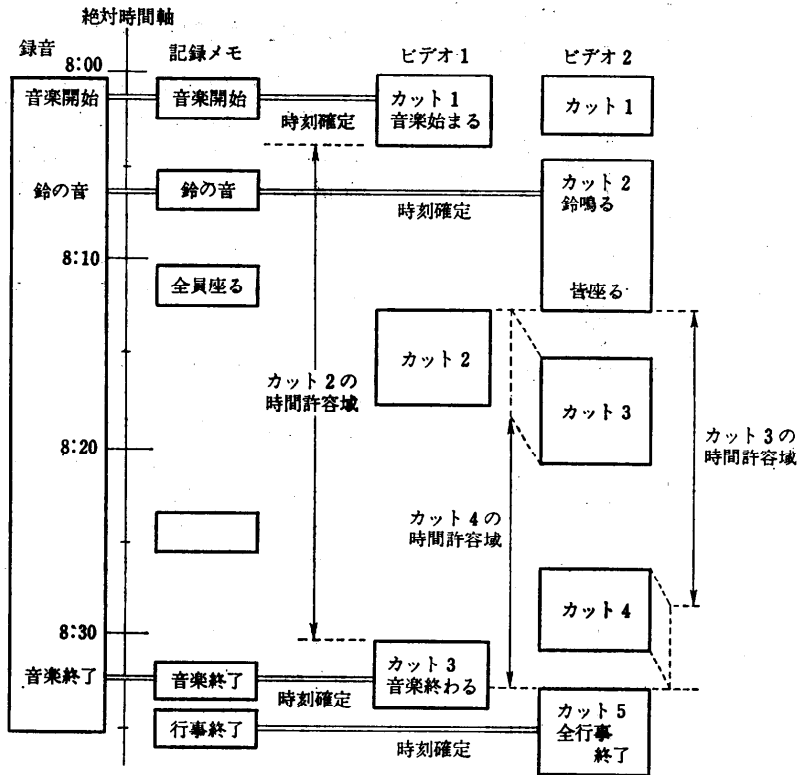 絶対時間軸
録音
記録メモ
ビデオ1
ビデオ2
8:00
音楽開始
音楽開始
カット1
音楽始まる
カット1
時刻確定
鈴の音
鈴の音
カット2
鈴鳴る
時刻確定
8:10
全員座る
皆座る
カット2
カット3
カット2の
時間許容域
カット3の
時間許容域
8:20
カット4の
時間許容域
カット4
8:30
音楽終了
音楽終了
カット3
音楽終わる
時刻確定
行事終了
カット5
全行事
終了
時刻確定